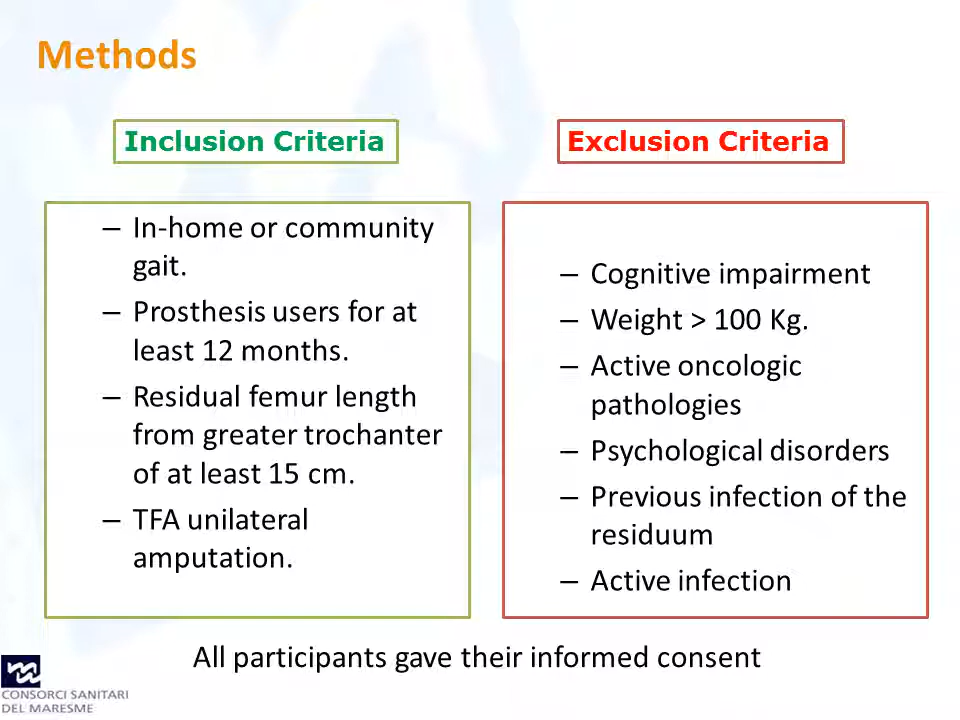 Methods
Inclusion Criteria
– In-home or community
gait.
– Prosthesis users for at
least 12 months.
– Residual femur length
from greater trochanter
of at least 15 cm.
– TFA unilateral
amputation.
Exclusion Criteria
– Cognitive impairment
– Weight > 100 Kg.
– Active oncologic
pathologies
– Psychological disorders
– Previous infection of the
residuum
– Active infection
All participants gave their informed consent
CONSORCI SANITARI
DEL MARESME